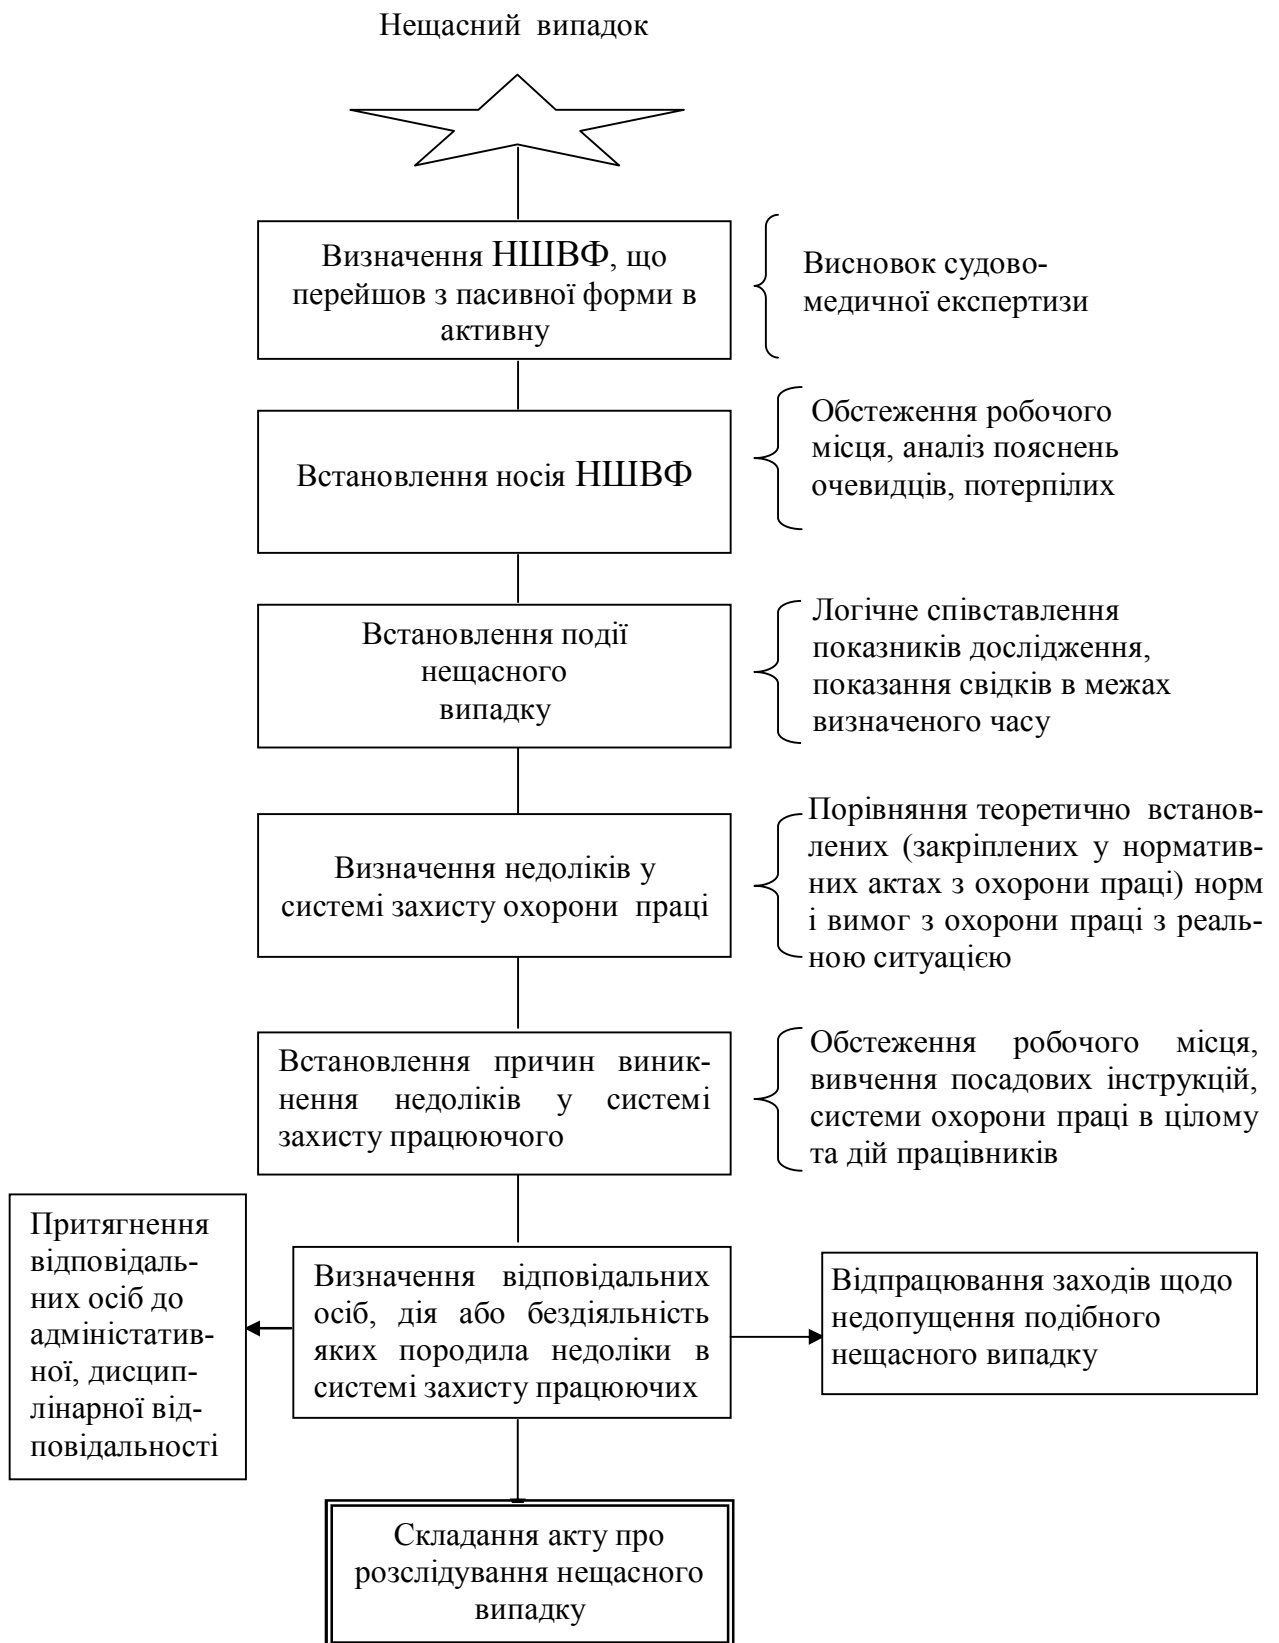 Нещасний випадок
Визначення НШВФ, що
перейшов з пасивної форми в
активну
Висновок судово-
медичної експертизи
Встановлення носія НШВФ
Обстеження робочого
місця, аналіз пояснень
очевидців, потерпілих
Встановлення події
нещасного
випадку
Логічне співставлення
показників дослідження,
показання свідків в межах
визначеного часу
Визначення недоліків у
системі захисту охорони праці
Порівняння теоретично встанов-
лених (закріплених у норматив-
них актах з охорони праці) норм
і вимог з охорони праці з реаль-
ною ситуацією
Встановлення причин виник-
нення недоліків у системі
захисту працюючого
Обстеження робочого місця,
вивчення посадових інструкцій,
системи охорони праці в цілому
та дій працівників
Притягнення
відповідаль-
них осіб до
адміністатив-
ної, дисцип-
лінарної від-
повідальності
Визначення відповідальних
осіб, дія або бездіяльність
яких породила недоліки в
системі захисту працюючих
Відпрацювання заходів щодо
недопущення подібного
нещасного випадку
Складання акту про
розслідування нещасного
випадку